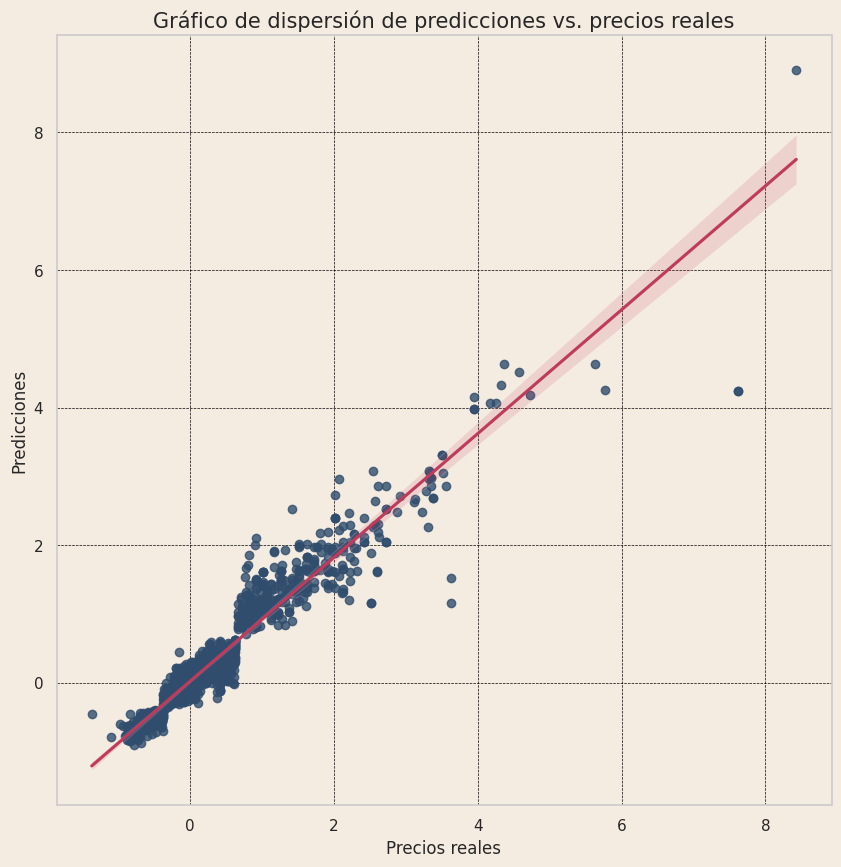 Gráfico de dispersión de predicciones vs. precios reales
Predicciones
8
6
4
2
0
0 2 4 6 8
Precios reales